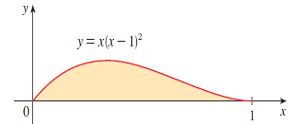 y
y = x(x − 1)²
0
1
x